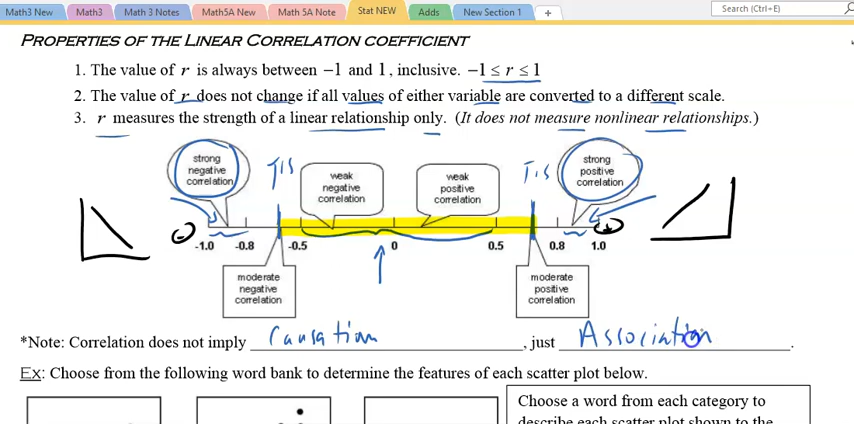 Math3 New Math3 Math 3 Notes Math5A New Math 5A Note Stat NEW Adds New Section 1 + Search (Ctrl+E)
PROPERTIES OF THE LINEAR CORRELATION COEFFICIENT
1. The value of r is always between −1 and 1, inclusive. −1 ≤ r ≤ 1
2. The value of r does not change if all values of either variable are converted to a different scale.
3. r measures the strength of a linear relationship only. (It does not measure nonlinear relationships.)
strong
negative
correlation
T.I.S
weak
negative
correlation
weak
positive
correlation
T.I.S
strong
positive
correlation
-1.0 -0.8 -0.5 0 0.5 0.8 1.0
moderate
negative
correlation
moderate
positive
correlation
*Note: Correlation does not imply Causation, just Association.
Ex: Choose from the following word bank to determine the features of each scatter plot below.
Choose a word from each category to
describe each scatter plot shown to the